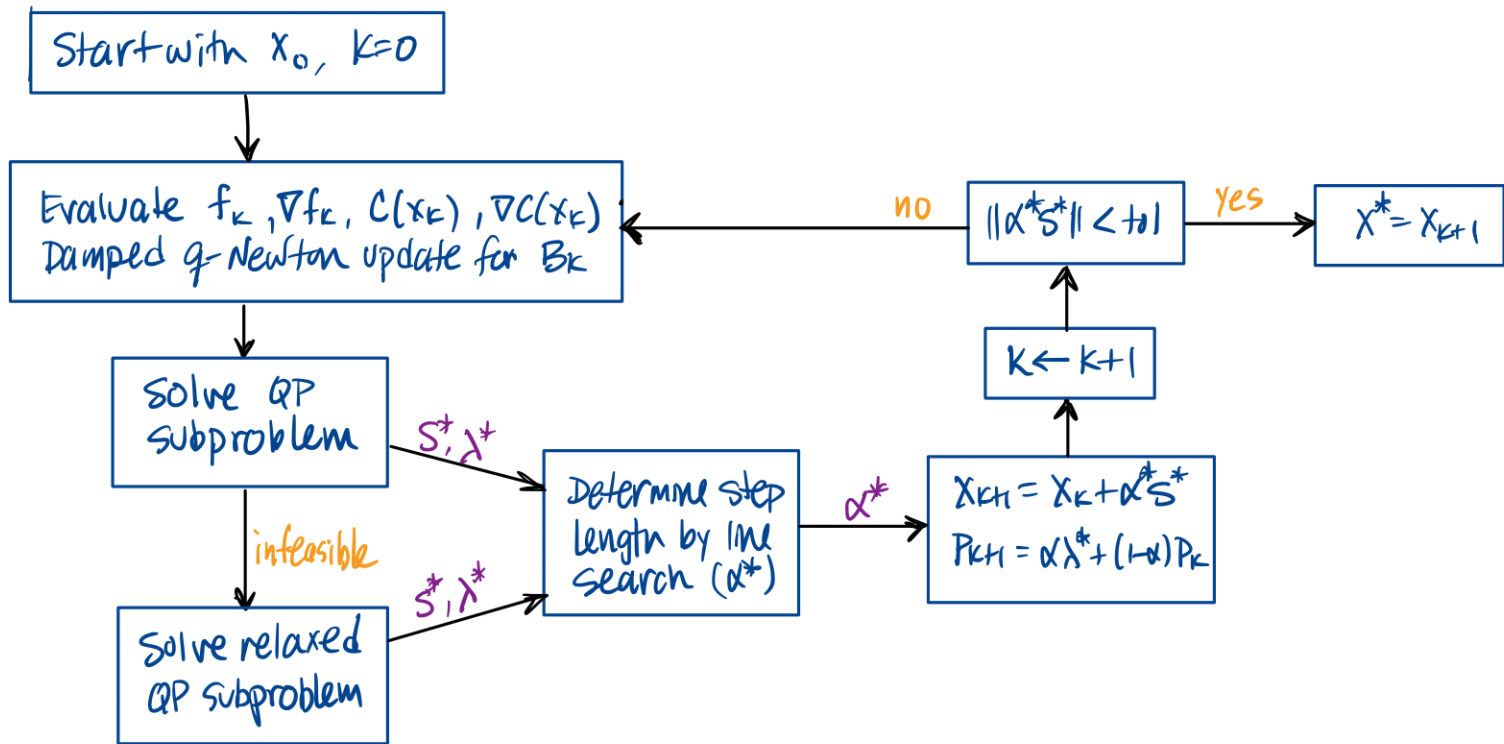 Start with x₀, k=0
Evaluate fₖ, ∇fₖ, C(xₖ), ∇C(xₖ)
Damped q-Newton update for Bₖ
no
||α*s*|| < tol
yes
x* = xₖ₊₁
k ← k+1
Solve QP
subproblem
s*, λ*
infeasible
s*, λ*
Solve relaxed
QP subproblem
Determine step
length by line
search (α*)
α*
xₖ₊₁ = xₖ + α*s*
Pₖ₊₁ = αλ* + (1-α)Pₖ